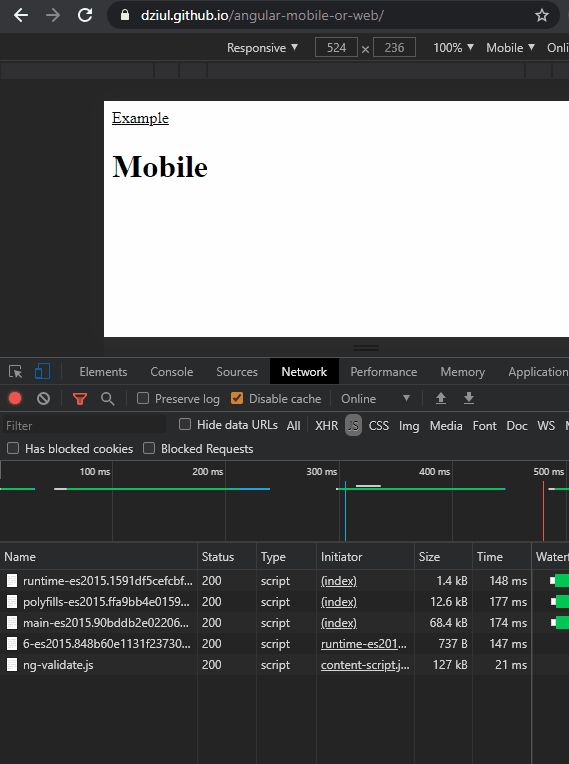 dziul.github.io/angular-mobile-or-web/
Responsive ▼ 524 × 236 100% ▼ Mobile ▼ Onli
Example
Mobile
Elements Console Sources Network Performance Memory Application
Preserve log Disable cache Online ▼
Filter Hide data URLs All XHR JS CSS Img Media Font Doc WS M
Has blocked cookies Blocked Requests
100 ms 200 ms 300 ms 400 ms 500 ms
Name Status Type Initiator Size Time Waterf
runtime-es2015.1591df5cefcbf... 200 script (index) 1.4 kB 148 ms
polyfills-es2015.ffa9bb4e0159... 200 script (index) 12.6 kB 177 ms
main-es2015.90bddb2e02206... 200 script (index) 68.4 kB 174 ms
6-es2015.848b60e1131f23730... 200 script runtime-es201... 737 B 147 ms
ng-validate.js 200 script content-script.j... 127 kB 21 ms